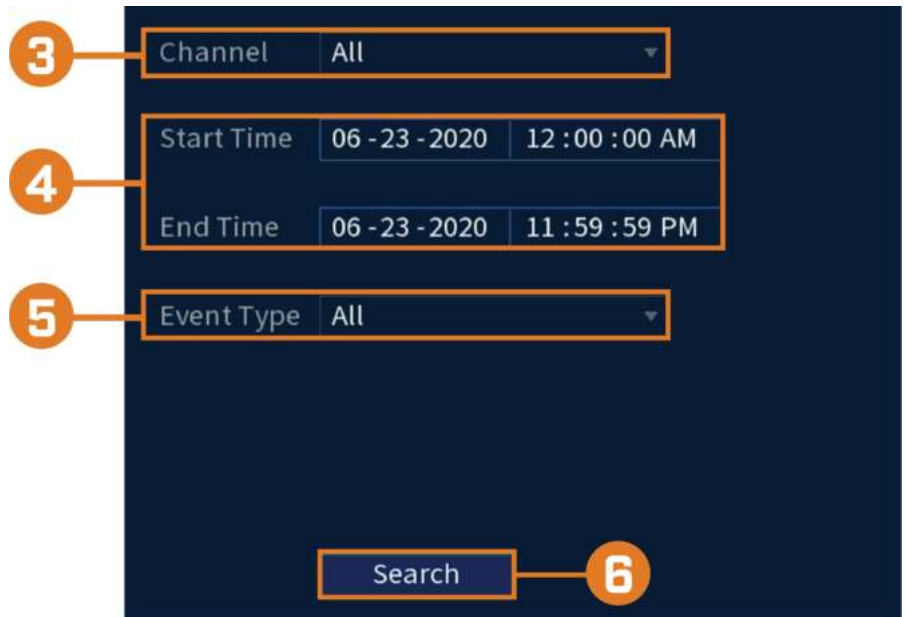 3 Channel All
4 Start Time 06 - 23 - 2020 12 : 00 : 00 AM
End Time 06 - 23 - 2020 11 : 59 : 59 PM
5 Event Type All
Search 6